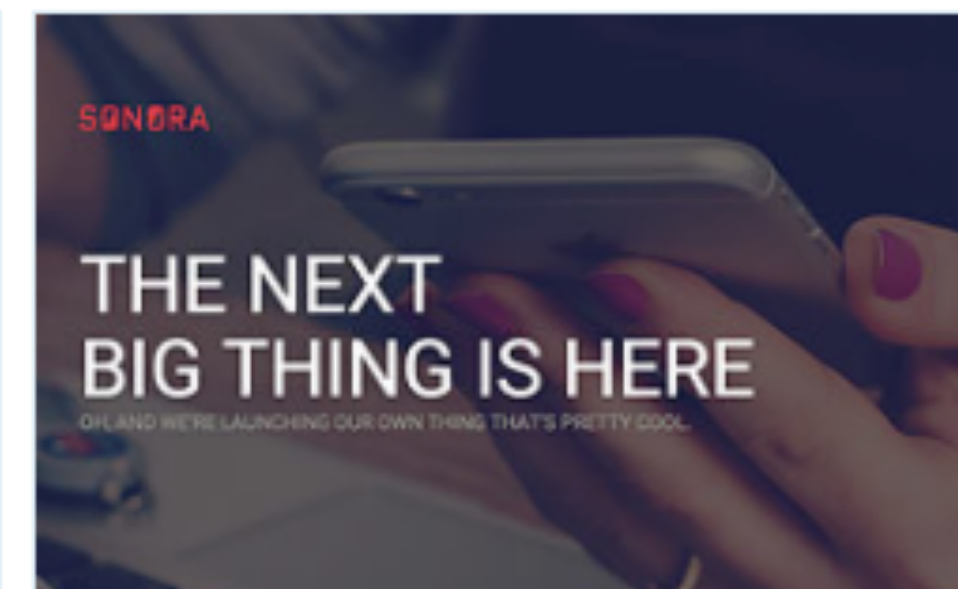 SONORA
THE NEXT
BIG THING IS HERE
OH, AND WE'RE LAUNCHING OUR OWN THING THAT'S PRETTY COOL.